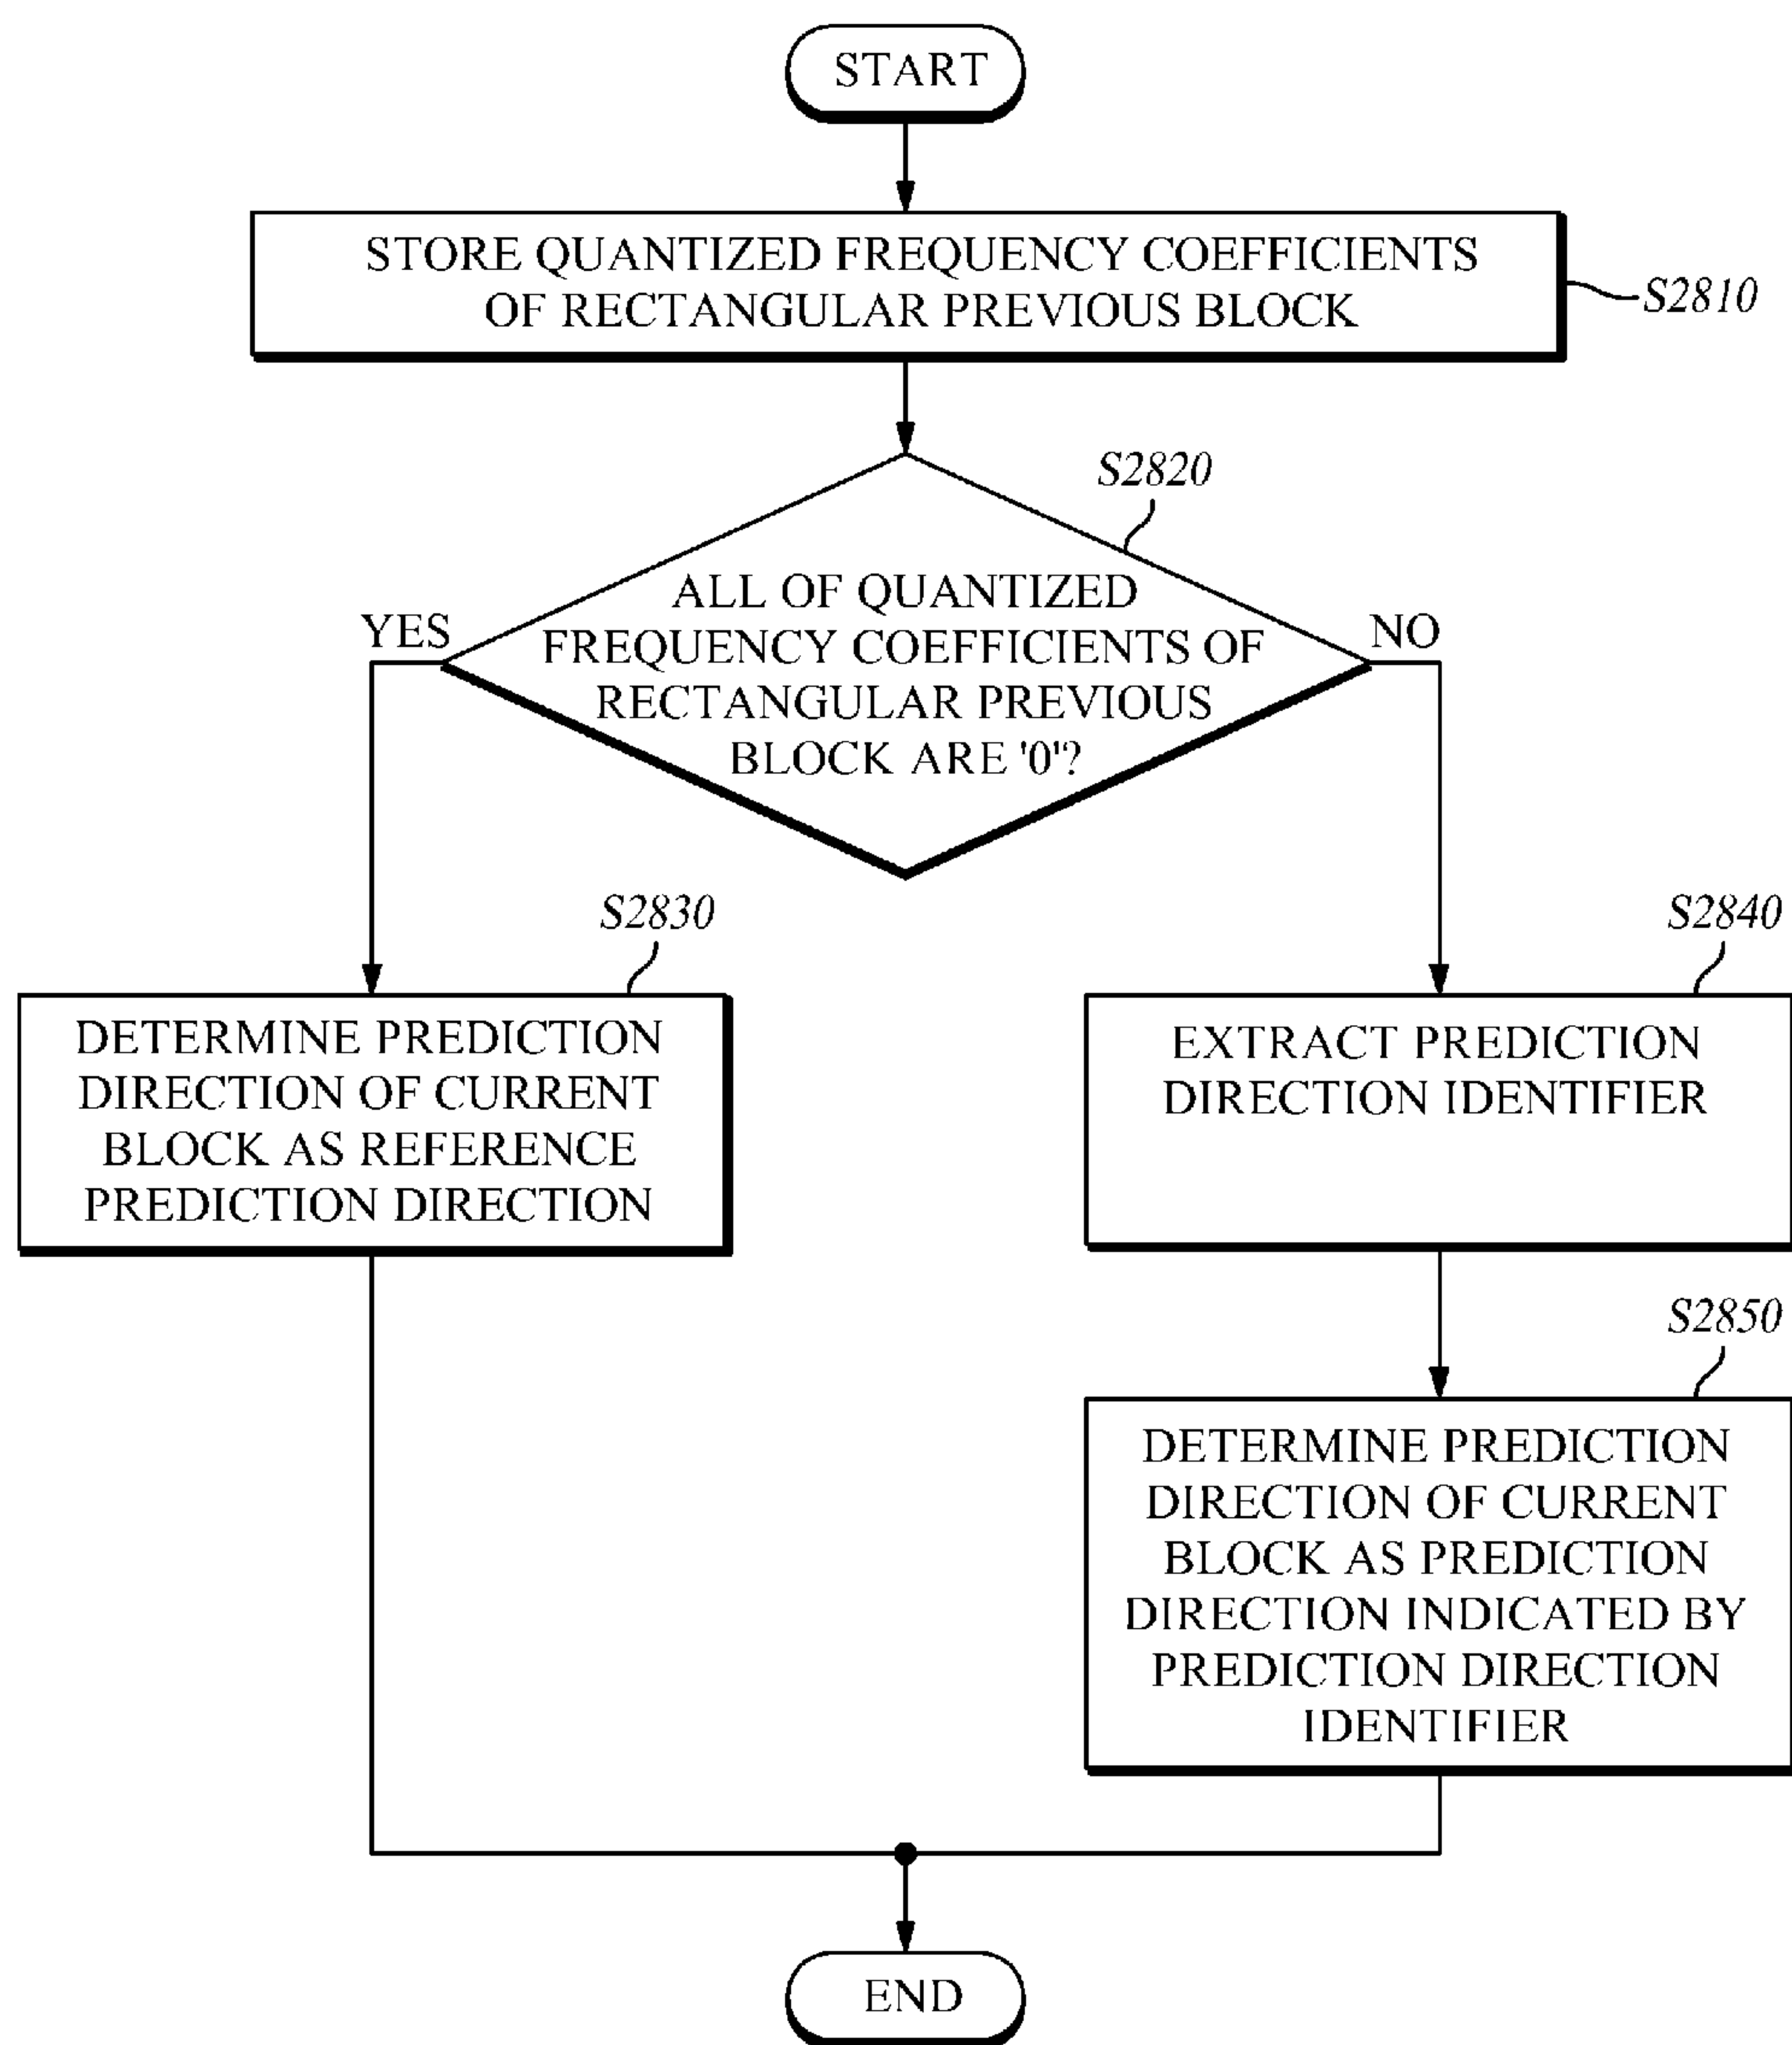 START
STORE QUANTIZED FREQUENCY COEFFICIENTS
OF RECTANGULAR PREVIOUS BLOCK
S2810
S2820
ALL OF QUANTIZED
FREQUENCY COEFFICIENTS OF
RECTANGULAR PREVIOUS
BLOCK ARE '0'?
YES
NO
S2830
DETERMINE PREDICTION
DIRECTION OF CURRENT
BLOCK AS REFERENCE
PREDICTION DIRECTION
S2840
EXTRACT PREDICTION
DIRECTION IDENTIFIER
S2850
DETERMINE PREDICTION
DIRECTION OF CURRENT
BLOCK AS PREDICTION
DIRECTION INDICATED BY
PREDICTION DIRECTION
IDENTIFIER
END